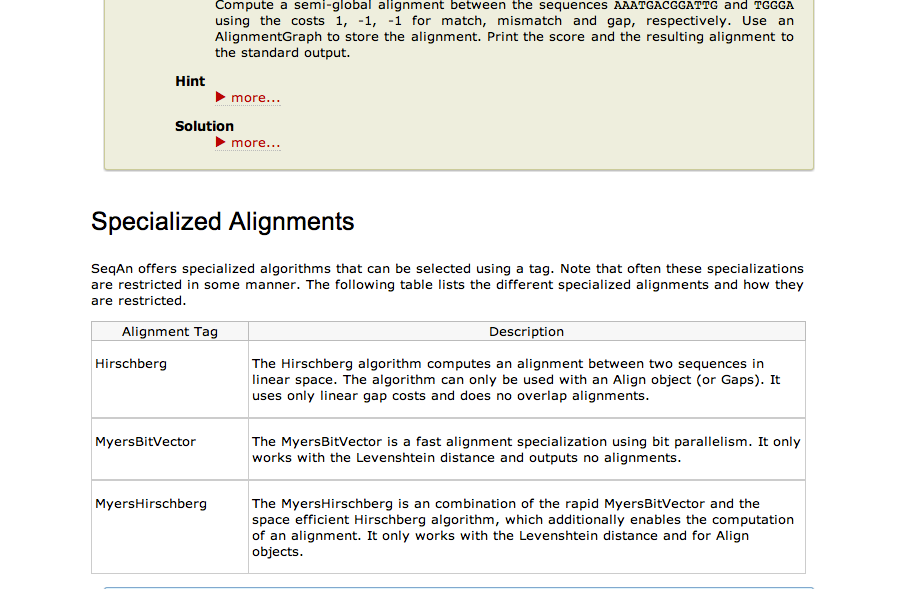 Compute a semi-global alignment between the sequences AAATGACGGATTG and TGGGA
using the costs 1, -1, -1 for match, mismatch and gap, respectively. Use an
AlignmentGraph to store the alignment. Print the score and the resulting alignment to
the standard output.
Hint
▶ more...
Solution
▶ more...
Specialized Alignments
SeqAn offers specialized algorithms that can be selected using a tag. Note that often these specializations
are restricted in some manner. The following table lists the different specialized alignments and how they
are restricted.
Alignment Tag Description
Hirschberg The Hirschberg algorithm computes an alignment between two sequences in
linear space. The algorithm can only be used with an Align object (or Gaps). It
uses only linear gap costs and does no overlap alignments.
MyersBitVector The MyersBitVector is a fast alignment specialization using bit parallelism. It only
works with the Levenshtein distance and outputs no alignments.
MyersHirschberg The MyersHirschberg is an combination of the rapid MyersBitVector and the
space efficient Hirschberg algorithm, which additionally enables the computation
of an alignment. It only works with the Levenshtein distance and for Align
objects.